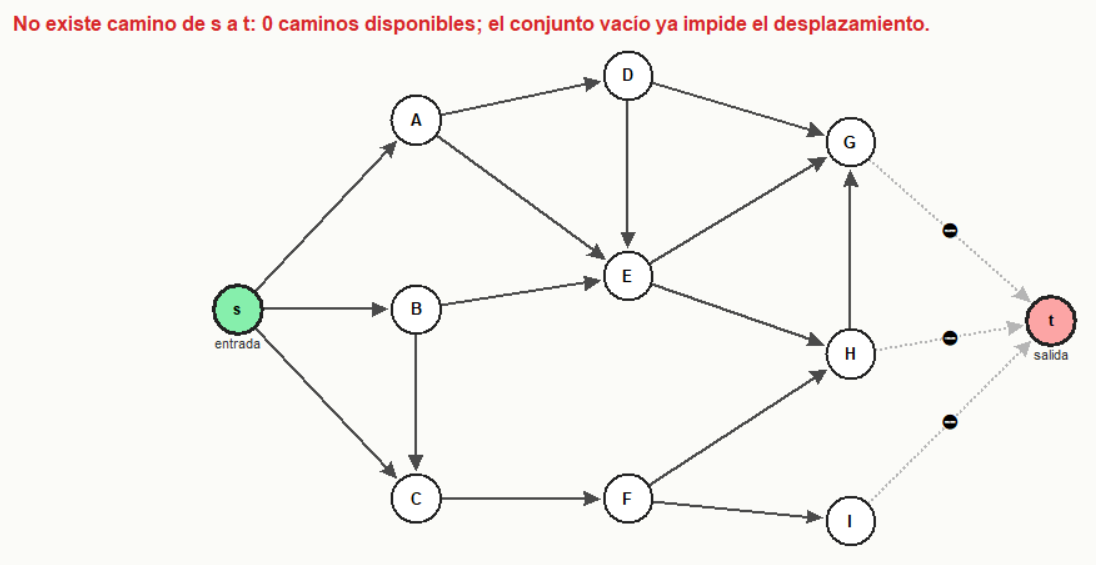 No existe camino de s a t: 0 caminos disponibles; el conjunto vacío ya impide el desplazamiento.
D
A
G
E
s
B
entrada
t
H
salida
C
F
I